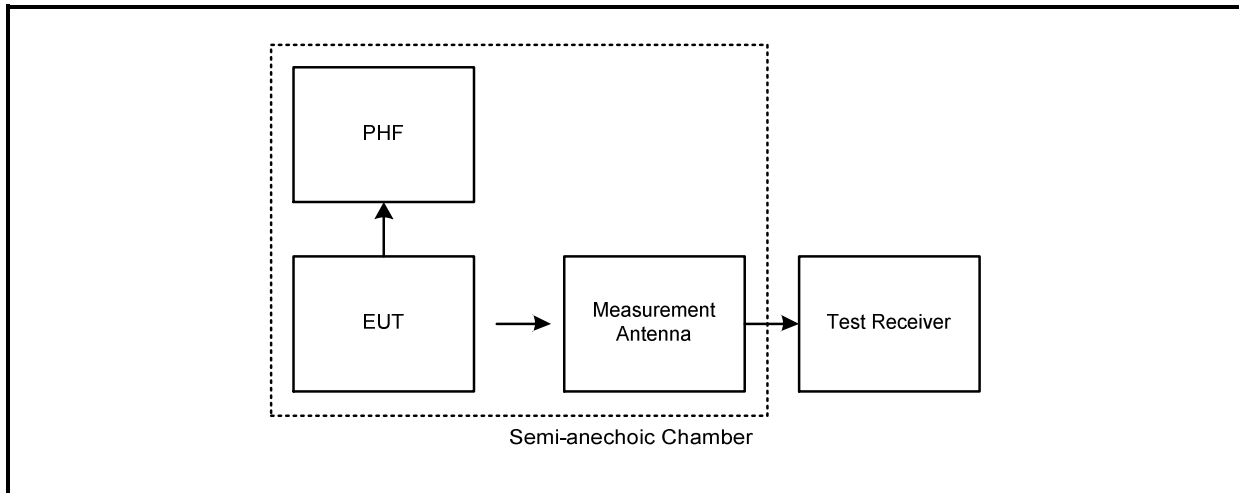 PHF
EUT
Measurement
Antenna
Test Receiver
Semi-anechoic Chamber